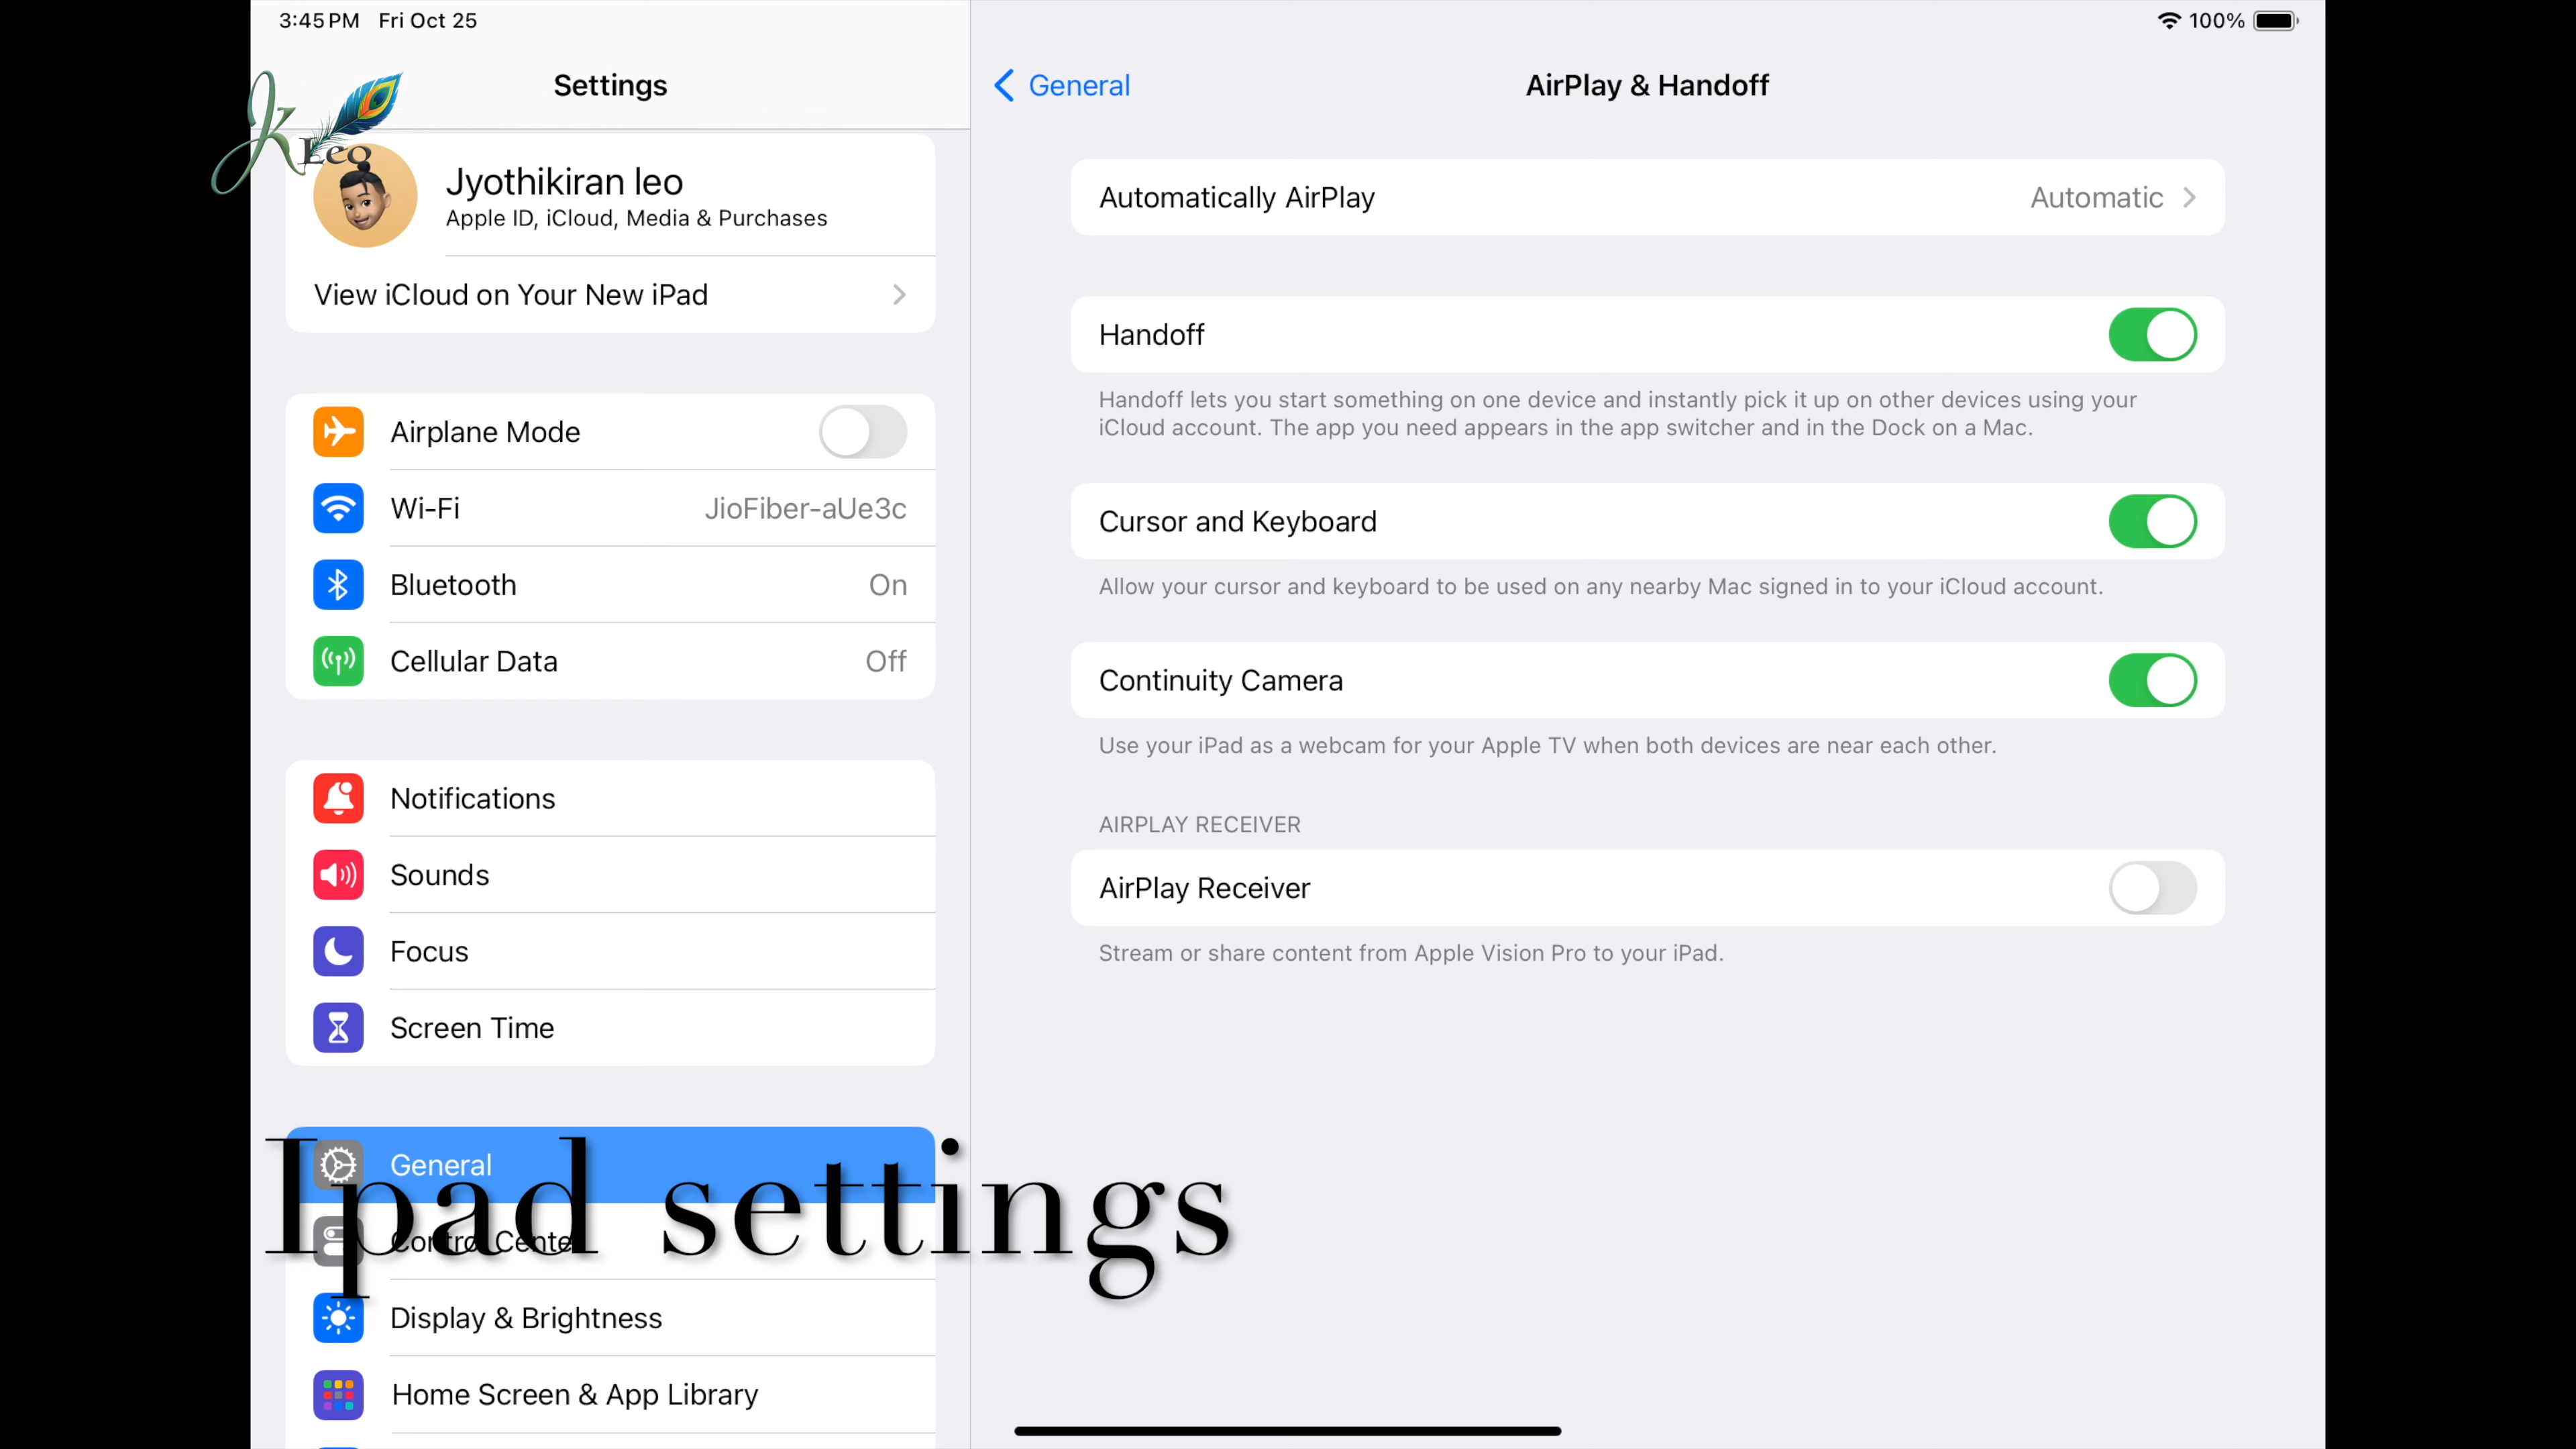 3:45 PM Fri Oct 25
100%
Settings
K Leo
Jyothikiran leo
Apple ID, iCloud, Media & Purchases
View iCloud on Your New iPad
Airplane Mode
Wi-Fi JioFiber-aUe3c
Bluetooth On
Cellular Data Off
Notifications
Sounds
Focus
Screen Time
General
Control Center
Ipad settings
Display & Brightness
Home Screen & App Library
General
AirPlay & Handoff
Automatically AirPlay Automatic
Handoff
Handoff lets you start something on one device and instantly pick it up on other devices using your
iCloud account. The app you need appears in the app switcher and in the Dock on a Mac.
Cursor and Keyboard
Allow your cursor and keyboard to be used on any nearby Mac signed in to your iCloud account.
Continuity Camera
Use your iPad as a webcam for your Apple TV when both devices are near each other.
AIRPLAY RECEIVER
AirPlay Receiver
Stream or share content from Apple Vision Pro to your iPad.